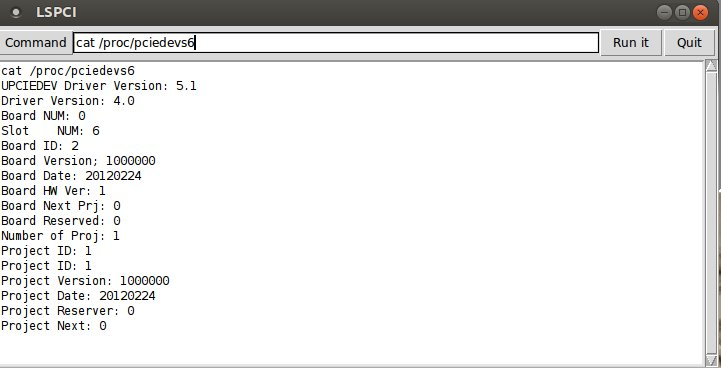 LSPCI
Command cat /proc/pciedevs6 Run it Quit
cat /proc/pciedevs6
UPCIEDEV Driver Version: 5.1
Driver Version: 4.0
Board NUM: 0
Slot    NUM: 6
Board ID: 2
Board Version; 1000000
Board Date: 20120224
Board HW Ver: 1
Board Next Prj: 0
Board Reserved: 0
Number of Proj: 1
Project ID: 1
Project ID: 1
Project Version: 1000000
Project Date: 20120224
Project Reserver: 0
Project Next: 0